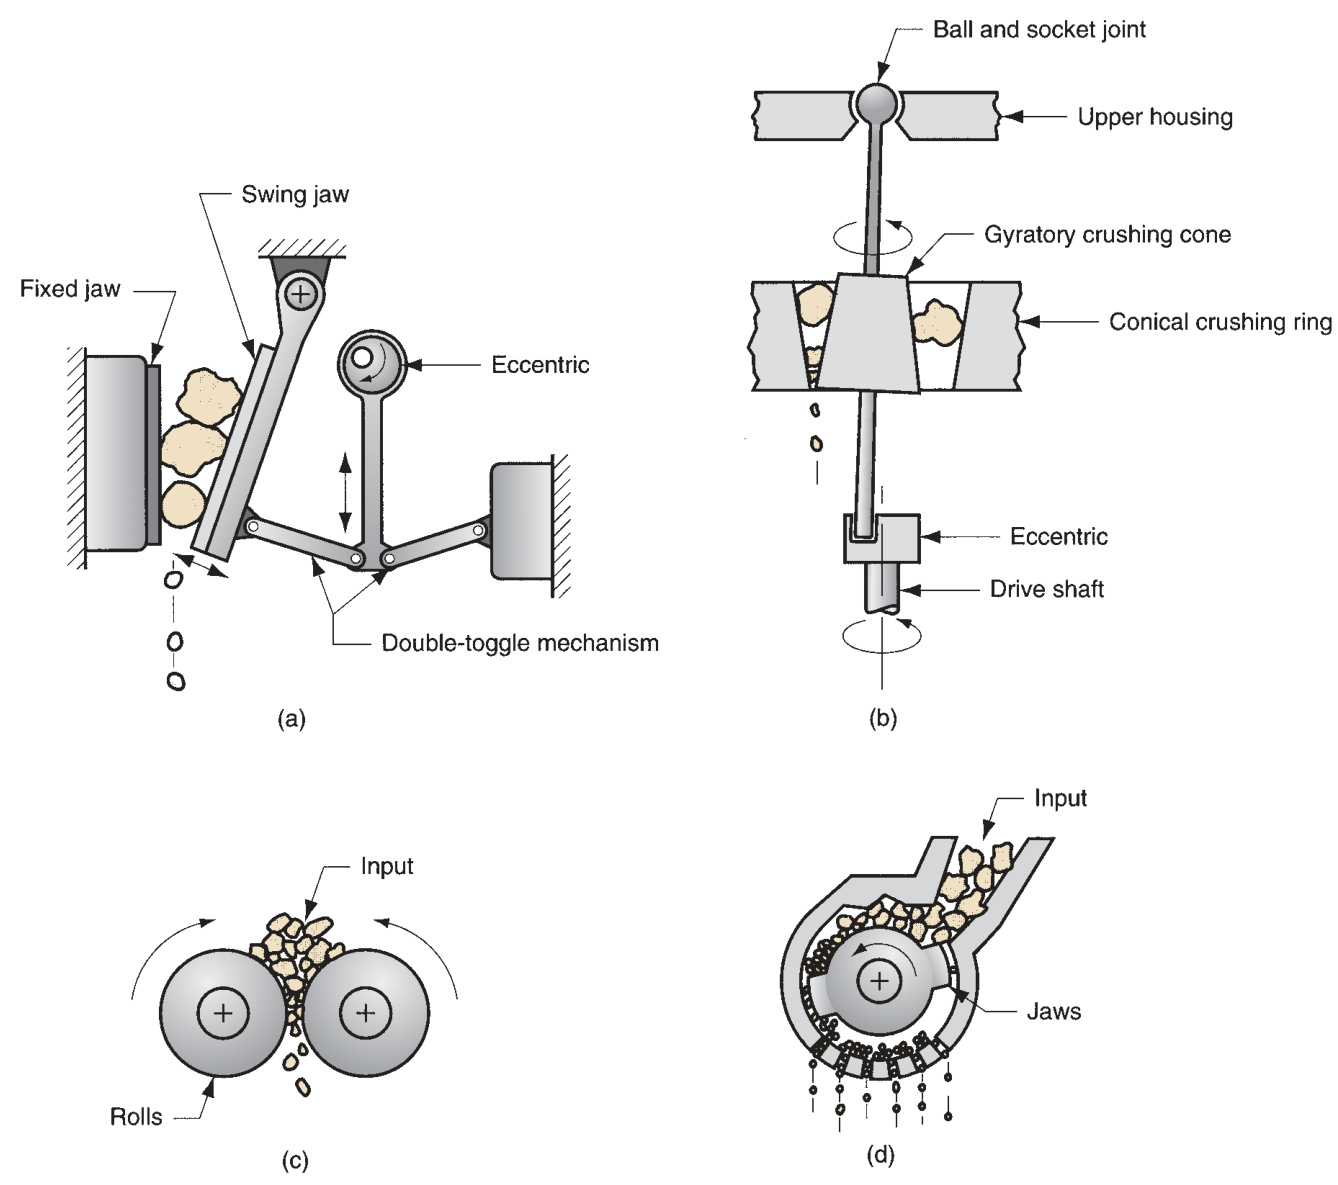 Swing jaw
Fixed jaw
Eccentric
Double-toggle mechanism
(a)
Ball and socket joint
Upper housing
Gyratory crushing cone
Conical crushing ring
Eccentric
Drive shaft
(b)
Input
Rolls
(c)
Input
Jaws
(d)